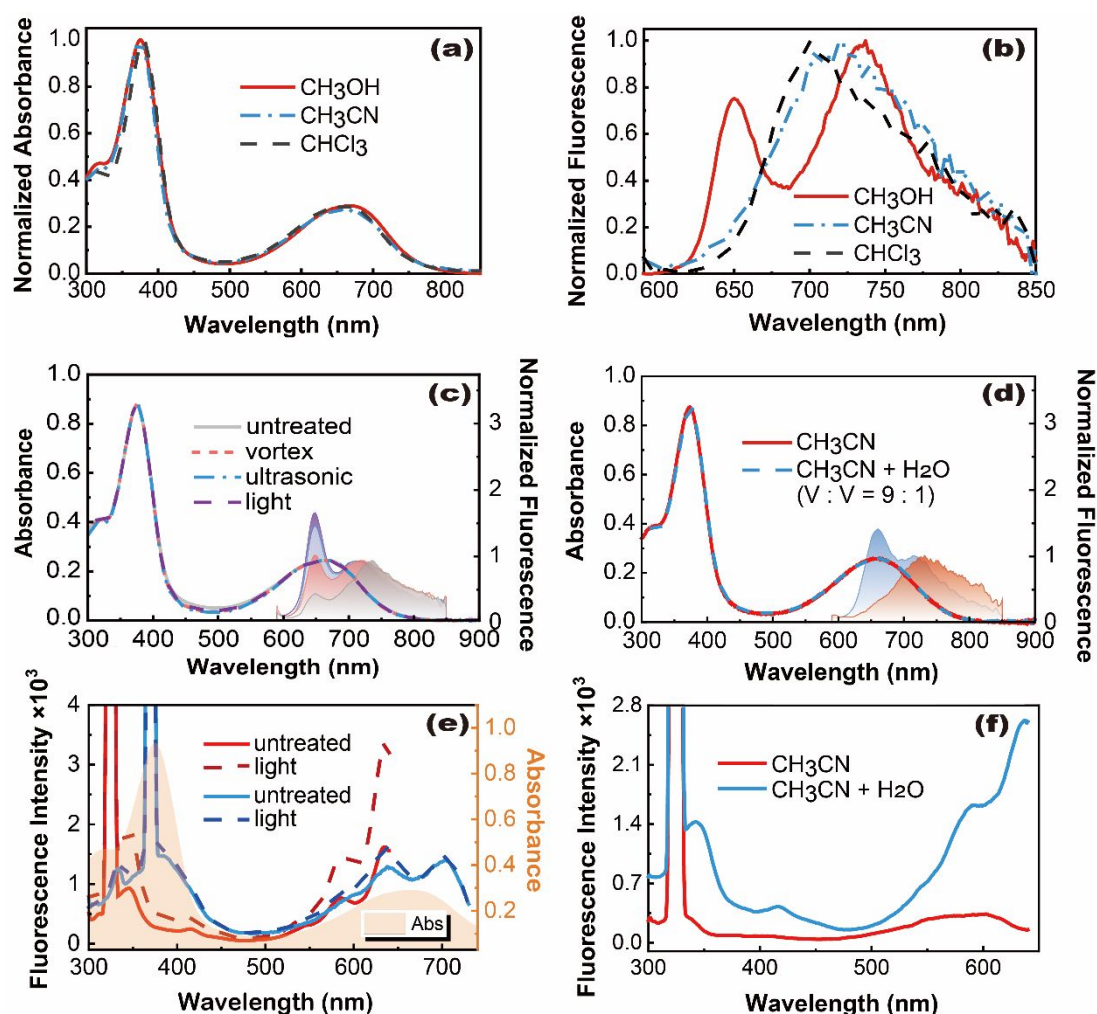 (a)
Normalized Absorbance
1.0
0.8
0.6
0.4
0.2
0.0
CH3OH
CH3CN
CHCl3
300 400 500 600 700 800
Wavelength (nm)
(b)
Normalized Fluorescence
1.0
0.8
0.6
0.4
0.2
0.0
CH3OH
CH3CN
CHCl3
600 650 700 750 800 850
Wavelength (nm)
(c)
Absorbance
1.0
0.8
0.6
0.4
0.2
0.0
untreated
vortex
ultrasonic
light
3
2
1
0
Normalized Fluorescence
300 400 500 600 700 800 900
Wavelength (nm)
(d)
Absorbance
1.0
0.8
0.6
0.4
0.2
0.0
CH3CN
CH3CN + H2O
(V : V = 9 : 1)
3
2
1
0
Normalized Fluorescence
300 400 500 600 700 800 900
Wavelength (nm)
(e)
Fluorescence Intensity ×10³
4
3
2
1
0
untreated
light
untreated
light
Abs
1.0
0.8
0.6
0.4
0.2
Absorbance
300 400 500 600 700
Wavelength (nm)
(f)
Fluorescence Intensity ×10³
2.8
2.1
1.4
0.7
0.0
CH3CN
CH3CN + H2O
300 400 500 600
Wavelength (nm)